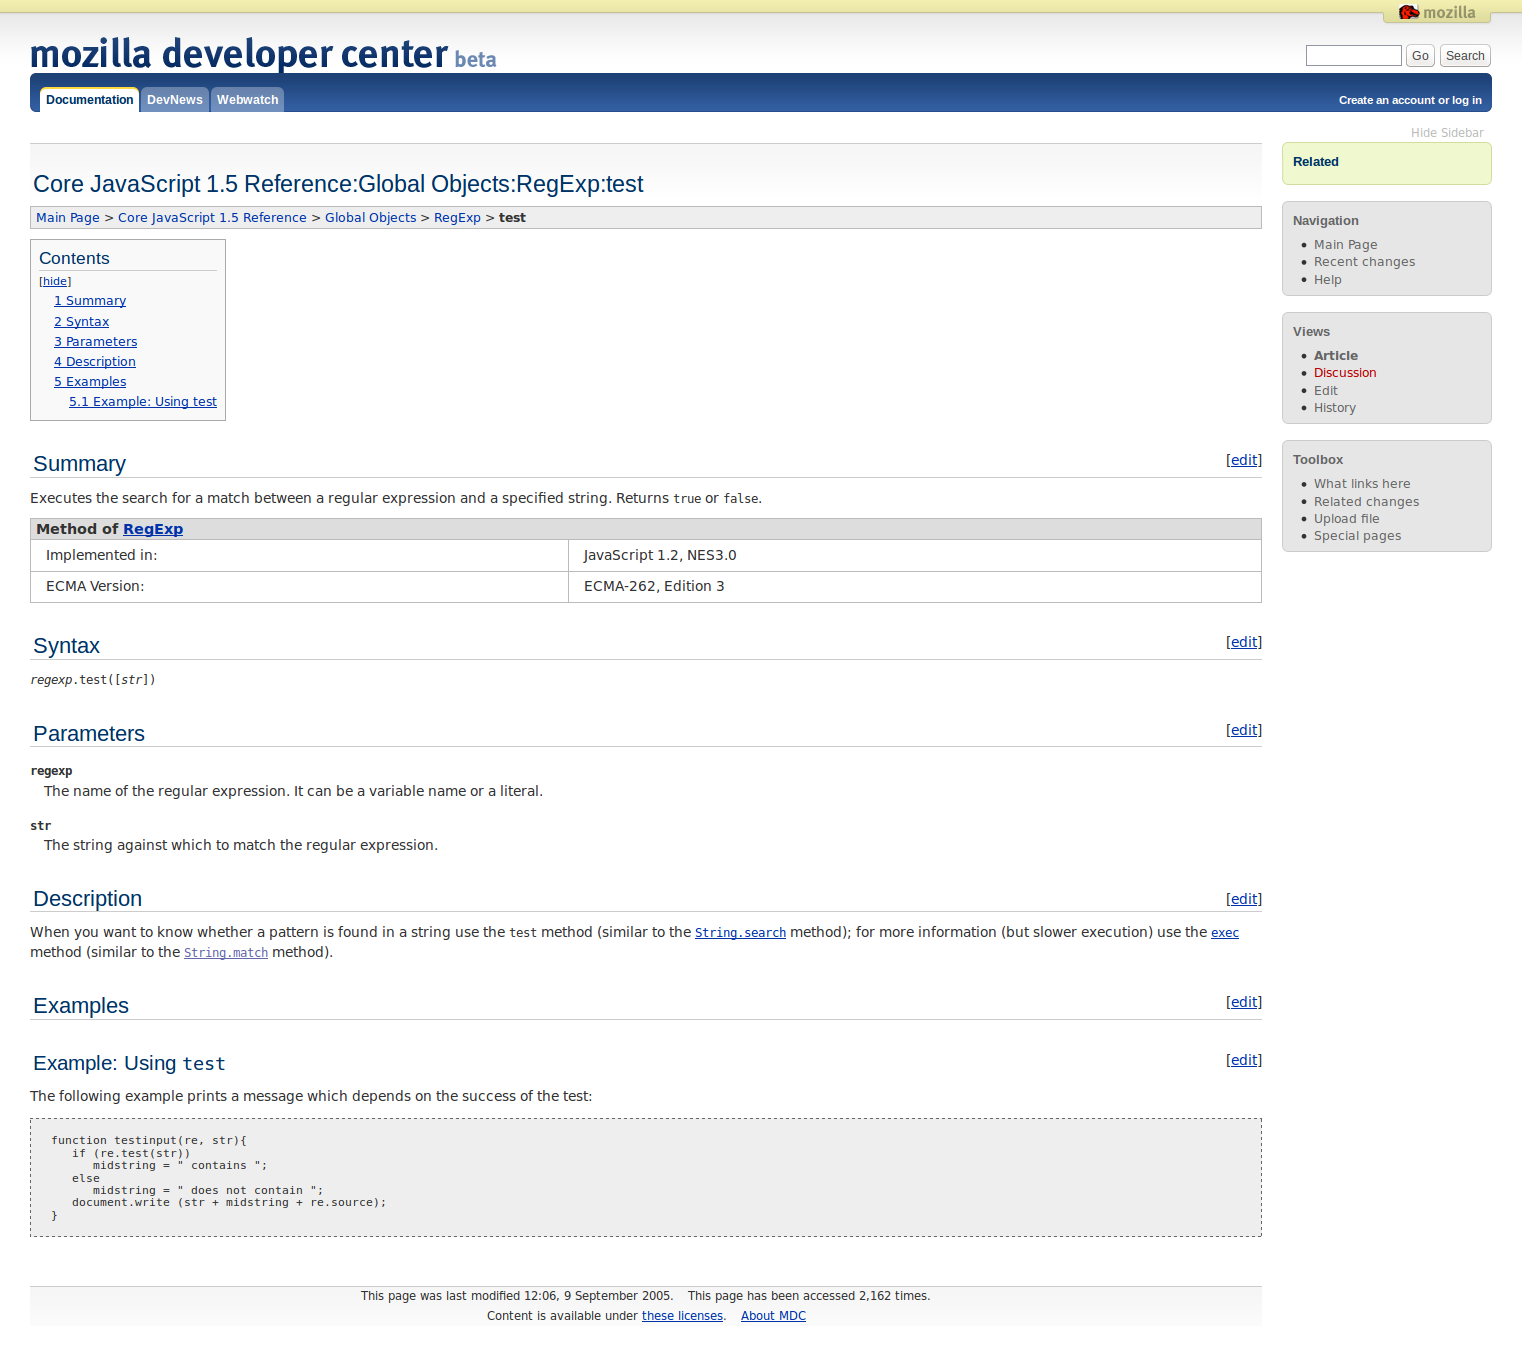 mozilla
mozilla developer center beta
Go Search
Documentation DevNews Webwatch
Create an account or log in
Hide Sidebar
Core JavaScript 1.5 Reference:Global Objects:RegExp:test
Main Page > Core JavaScript 1.5 Reference > Global Objects > RegExp > test
Contents
[hide]
1 Summary
2 Syntax
3 Parameters
4 Description
5 Examples
5.1 Example: Using test
Summary [edit]
Executes the search for a match between a regular expression and a specified string. Returns true or false.
Method of RegExp
Implemented in: JavaScript 1.2, NES3.0
ECMA Version: ECMA-262, Edition 3
Syntax [edit]
regexp.test([str])
Parameters [edit]
regexp
The name of the regular expression. It can be a variable name or a literal.
str
The string against which to match the regular expression.
Description [edit]
When you want to know whether a pattern is found in a string use the test method (similar to the String.search method); for more information (but slower execution) use the exec
method (similar to the String.match method).
Examples [edit]
Example: Using test [edit]
The following example prints a message which depends on the success of the test:
function testinput(re, str){
   if (re.test(str))
      midstring = " contains ";
   else
      midstring = " does not contain ";
   document.write (str + midstring + re.source);
}
This page was last modified 12:06, 9 September 2005. This page has been accessed 2,162 times.
Content is available under these licenses. About MDC
Related
Navigation
Main Page
Recent changes
Help
Views
Article
Discussion
Edit
History
Toolbox
What links here
Related changes
Upload file
Special pages